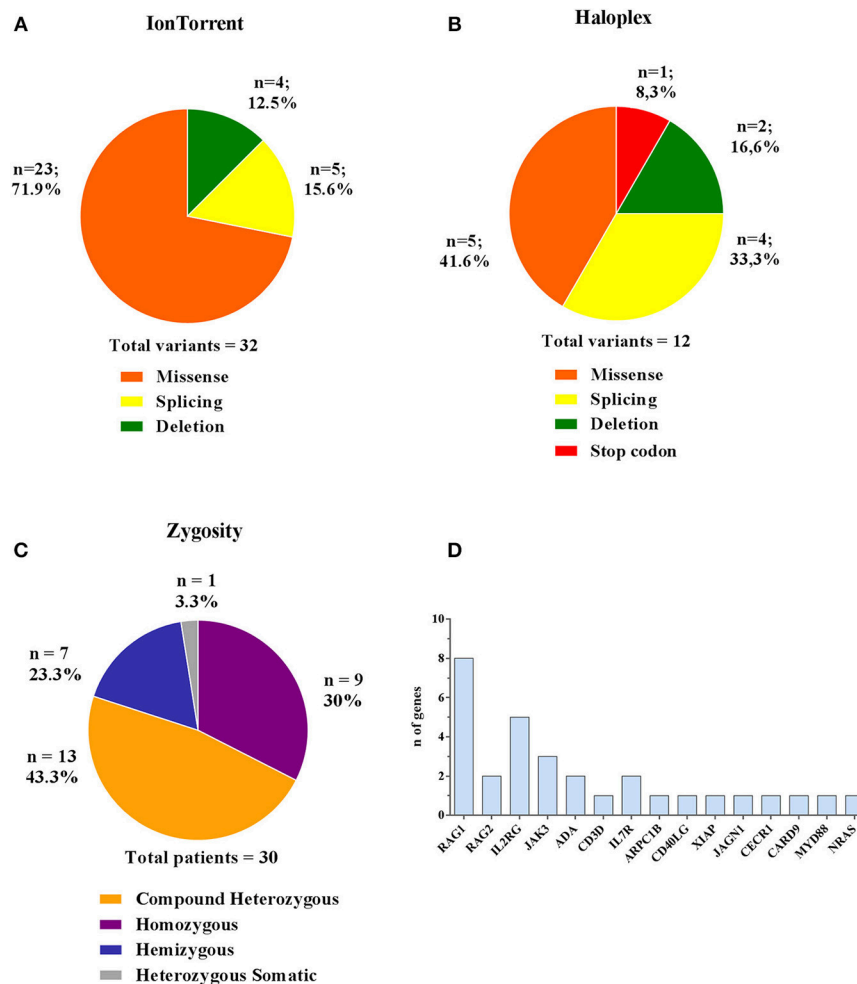 A
IonTorrent
n=4;
12.5%
n=23;
71.9%
n=5;
15.6%
Total variants = 32
Missense
Splicing
Deletion
B
Haloplex
n=1;
8,3%
n=2;
16,6%
n=5;
41.6%
n=4;
33,3%
Total variants = 12
Missense
Splicing
Deletion
Stop codon
C
Zygosity
n = 1
3.3%
n = 7
23.3%
n = 9
30%
n = 13
43.3%
Total patients = 30
Compound Heterozygous
Homozygous
Hemizygous
Heterozygous Somatic
D
n of genes
10
8
6
4
2
0
RAG1
RAG2
IL2RG
JAK3
ADA
CD3D
IL7R
ARPC1B
CD40LG
XIAP
JAGN1
CECR1
CARD9
MYD88
NRAS